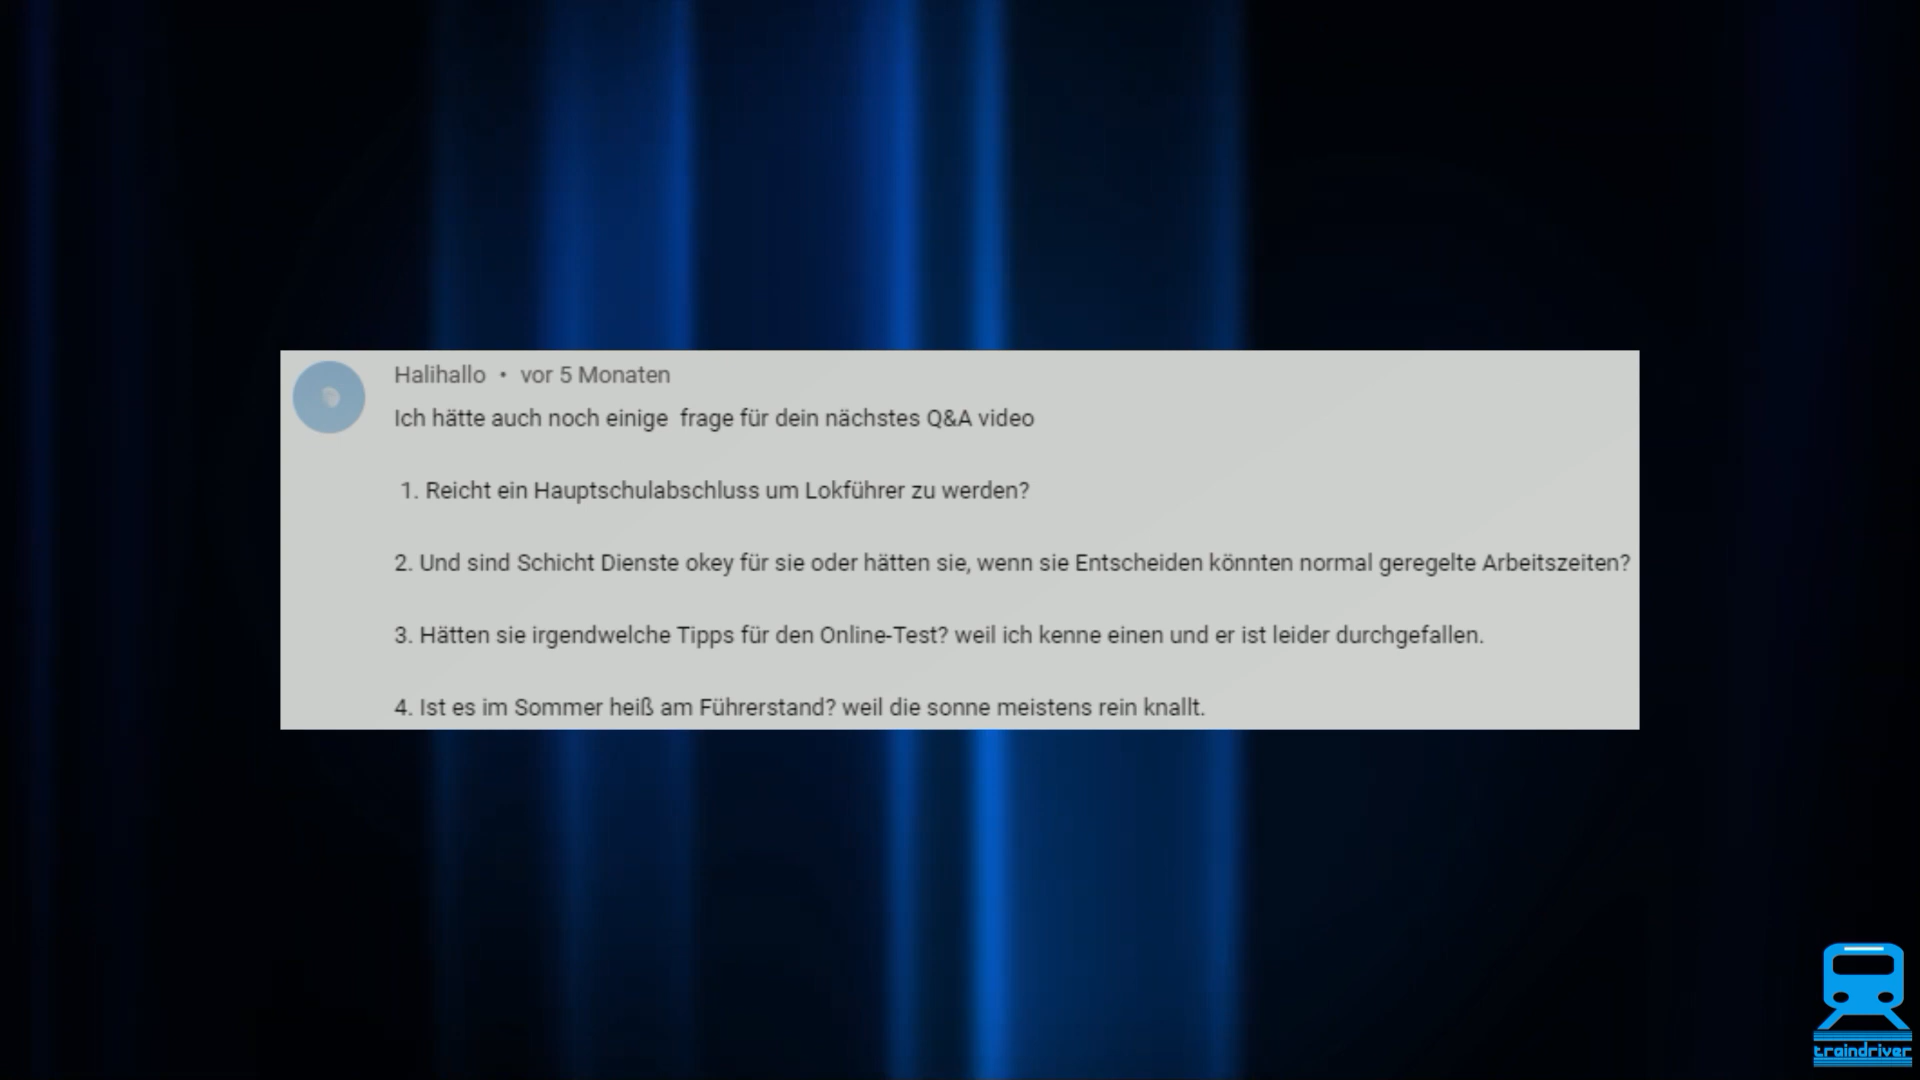 Halihallo • vor 5 Monaten
Ich hätte auch noch einige  frage für dein nächstes Q&A video
1. Reicht ein Hauptschulabschluss um Lokführer zu werden?
2. Und sind Schicht Dienste okey für sie oder hätten sie, wenn sie Entscheiden könnten normal geregelte Arbeitszeiten?
3. Hätten sie irgendwelche Tipps für den Online-Test? weil ich kenne einen und er ist leider durchgefallen.
4. Ist es im Sommer heiß am Führerstand? weil die sonne meistens rein knallt.
traindriver